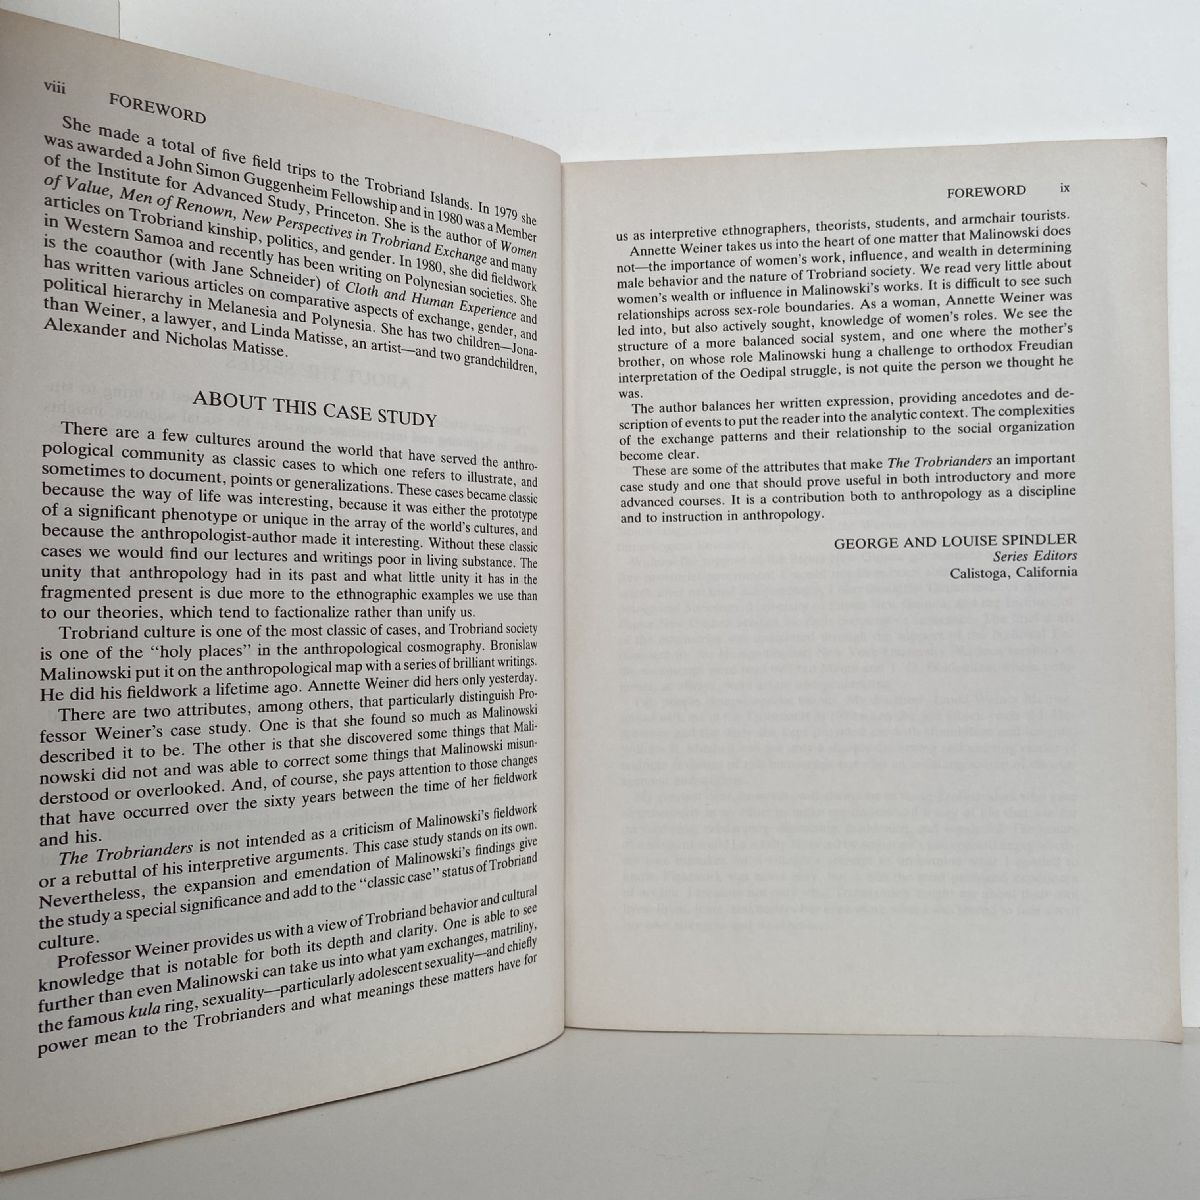 viii FOREWORD
She made a total of five field trips to the Trobriand Islands. In 1979 she
was awarded a John Simon Guggenheim Fellowship and in 1980 was a Member
of the Institute for Advanced Study, Princeton. She is the author of Women
of Value, Men of Renown, New Perspectives in Trobriand Exchange and many
articles on Trobriand kinship, politics, and gender. In 1980, she did fieldwork
in Western Samoa and recently has been writing on Polynesian societies. She
is the coauthor (with Jane Schneider) of Cloth and Human Experience and
has written various articles on comparative aspects of exchange, gender, and
political hierarchy in Melanesia and Polynesia. She has two children—Jona-
than Weiner, a lawyer, and Linda Matisse, an artist—and two grandchildren,
Alexander and Nicholas Matisse.
ABOUT THIS CASE STUDY
There are a few cultures around the world that have served the anthro-
pological community as classic cases to which one refers to illustrate, and
sometimes to document, points or generalizations. These cases became classic
because the way of life was interesting, because it was either the prototype
of a significant phenotype or unique in the array of the world's cultures, and
because the anthropologist-author made it interesting. Without these classic
cases we would find our lectures and writings poor in living substance. The
unity that anthropology had in its past and what little unity it has in the
fragmented present is due more to the ethnographic examples we use than
to our theories, which tend to factionalize rather than unify us.
Trobriand culture is one of the most classic of cases, and Trobriand society
is one of the “holy places” in the anthropological cosmography. Bronislaw
Malinowski put it on the anthropological map with a series of brilliant writings.
He did his fieldwork a lifetime ago. Annette Weiner did hers only yesterday.
There are two attributes, among others, that particularly distinguish Pro-
fessor Weiner's case study. One is that she found so much as Malinowski
described it to be. The other is that she discovered some things that Mali-
nowski did not and was able to correct some things that Malinowski misun-
derstood or overlooked. And, of course, she pays attention to those changes
that have occurred over the sixty years between the time of her fieldwork
and his.
The Trobrianders is not intended as a criticism of Malinowski's fieldwork
or a rebuttal of his interpretive arguments. This case study stands on its own.
Nevertheless, the expansion and emendation of Malinowski's findings give
the study a special significance and add to the “classic case” status of Trobriand
culture.
Professor Weiner provides us with a view of Trobriand behavior and cultural
knowledge that is notable for both its depth and clarity. One is able to see
further than even Malinowski can take us into what yam exchanges, matriliny,
the famous kula ring, sexuality—particularly adolescent sexuality—and chiefly
power mean to the Trobrianders and what meanings these matters have for
FOREWORD ix
us as interpretive ethnographers, theorists, students, and armchair tourists.
Annette Weiner takes us into the heart of one matter that Malinowski does
not—the importance of women's work, influence, and wealth in determining
male behavior and the nature of Trobriand society. We read very little about
women's wealth or influence in Malinowski's works. It is difficult to see such
relationships across sex-role boundaries. As a woman, Annette Weiner was
led into, but also actively sought, knowledge of women's roles. We see the
structure of a more balanced social system, and one where the mother's
brother, on whose role Malinowski hung a challenge to orthodox Freudian
interpretation of the Oedipal struggle, is not quite the person we thought he
was.
The author balances her written expression, providing ancedotes and de-
scription of events to put the reader into the analytic context. The complexities
of the exchange patterns and their relationship to the social organization
become clear.
These are some of the attributes that make The Trobrianders an important
case study and one that should prove useful in both introductory and more
advanced courses. It is a contribution both to anthropology as a discipline
and to instruction in anthropology.
GEORGE AND LOUISE SPINDLER
Series Editors
Calistoga, California